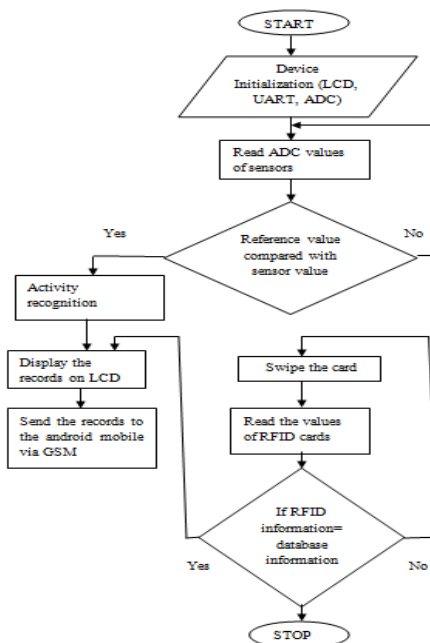 START
Device
Initialization (LCD,
UART, ADC)
Read ADC values
of sensors
Yes
No
Reference value
compared with
sensor value
Activity
recognition
Display the
records on LCD
Swipe the card
Send the records to
the android mobile
via GSM
Read the values
of RFID cards
If RFID
information=
database
information
Yes
No
STOP